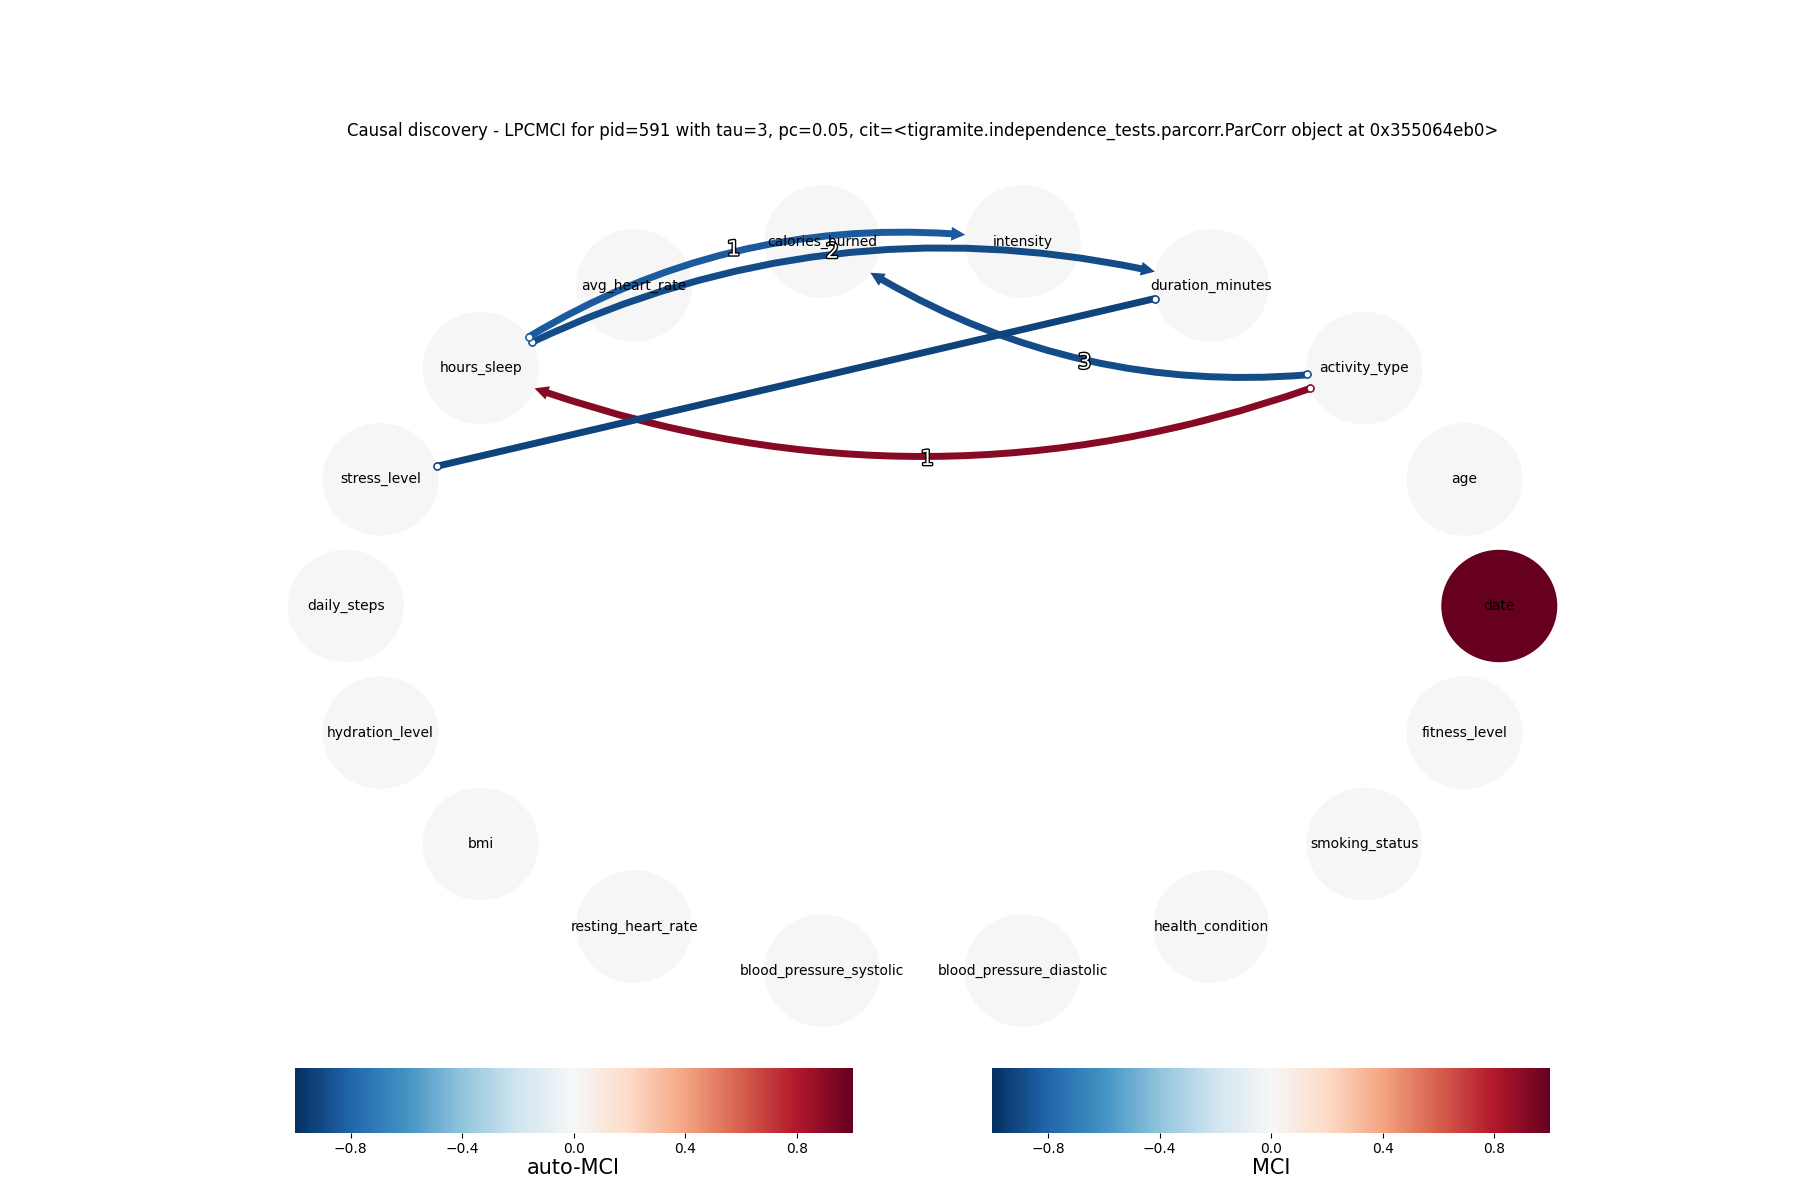 Causal discovery - LPCMCI for pid=591 with tau=3, pc=0.05, cit=<tigramite.independence_tests.parcorr.ParCorr object at 0x355064eb0>
calories_burned
intensity
1
2
avg_heart_rate
duration_minutes
3
hours_sleep
activity_type
1
stress_level
age
daily_steps
date
hydration_level
fitness_level
bmi
smoking_status
resting_heart_rate
health_condition
blood_pressure_systolic
blood_pressure_diastolic
−0.8 −0.4 0.0 0.4 0.8
auto-MCI
−0.8 −0.4 0.0 0.4 0.8
MCI